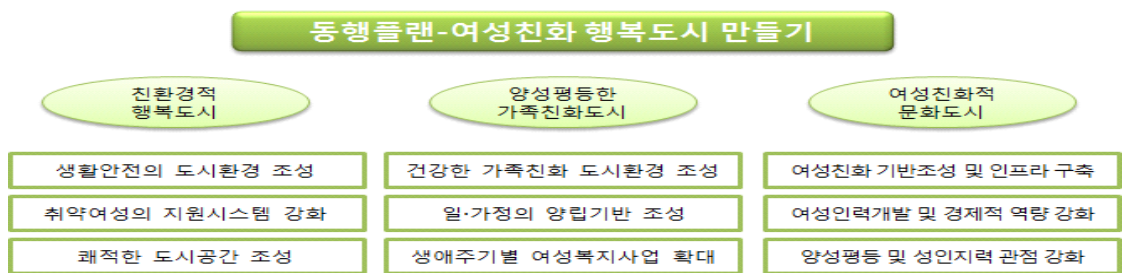 동행플랜-여성친화 행복도시 만들기
친환경적
행복도시
양성평등한
가족친화도시
여성친화적
문화도시
생활안전의 도시환경 조성
건강한 가족친화 도시환경 조성
여성친화 기반조성 및 인프라 구축
취약여성의 지원시스템 강화
일·가정의 양립기반 조성
여성인력개발 및 경제적 역량 강화
쾌적한 도시공간 조성
생애주기별 여성복지사업 확대
양성평등 및 성인지력 관점 강화